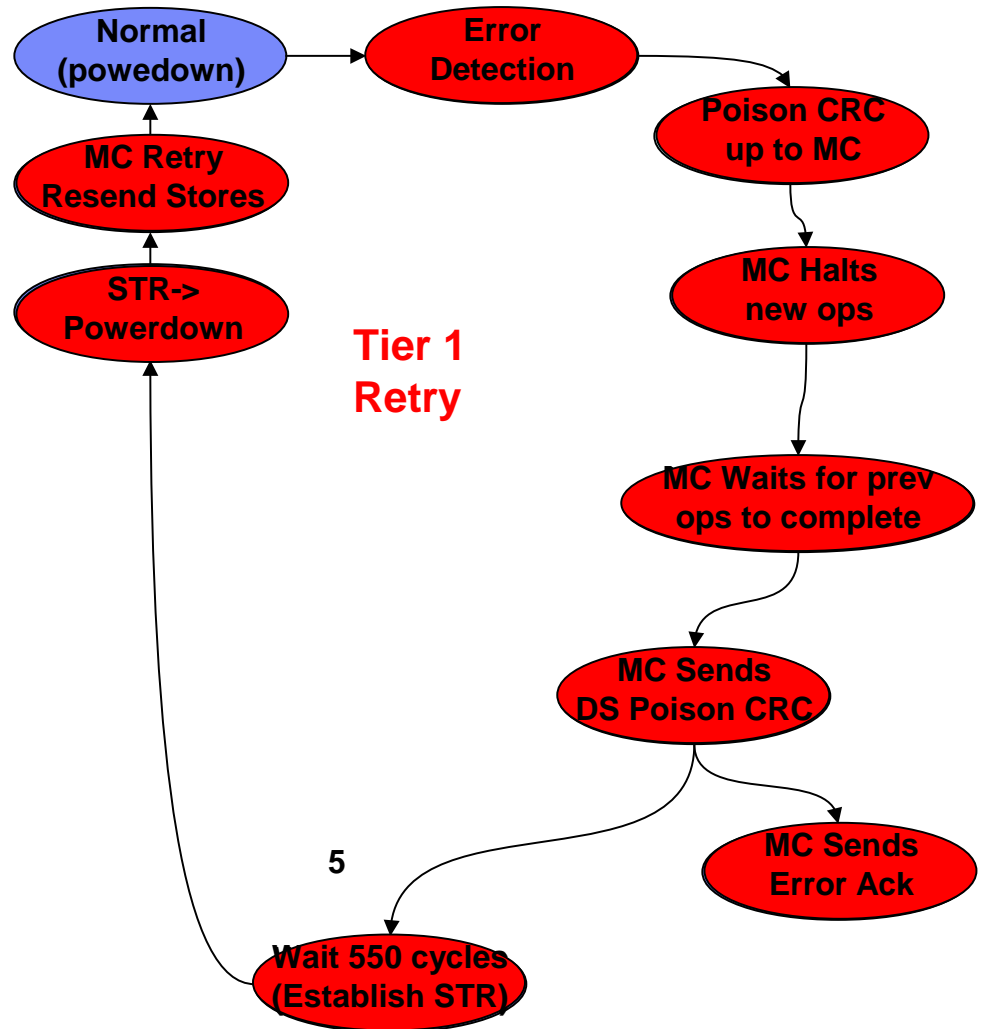 Normal
(powedown)
Error
Detection
Poison CRC
up to MC
MC Retry
Resend Stores
MC Halts
new ops
STR->
Powerdown
Tier 1
Retry
MC Waits for prev
ops to complete
MC Sends
DS Poison CRC
5
MC Sends
Error Ack
Wait 550 cycles
(Establish STR)